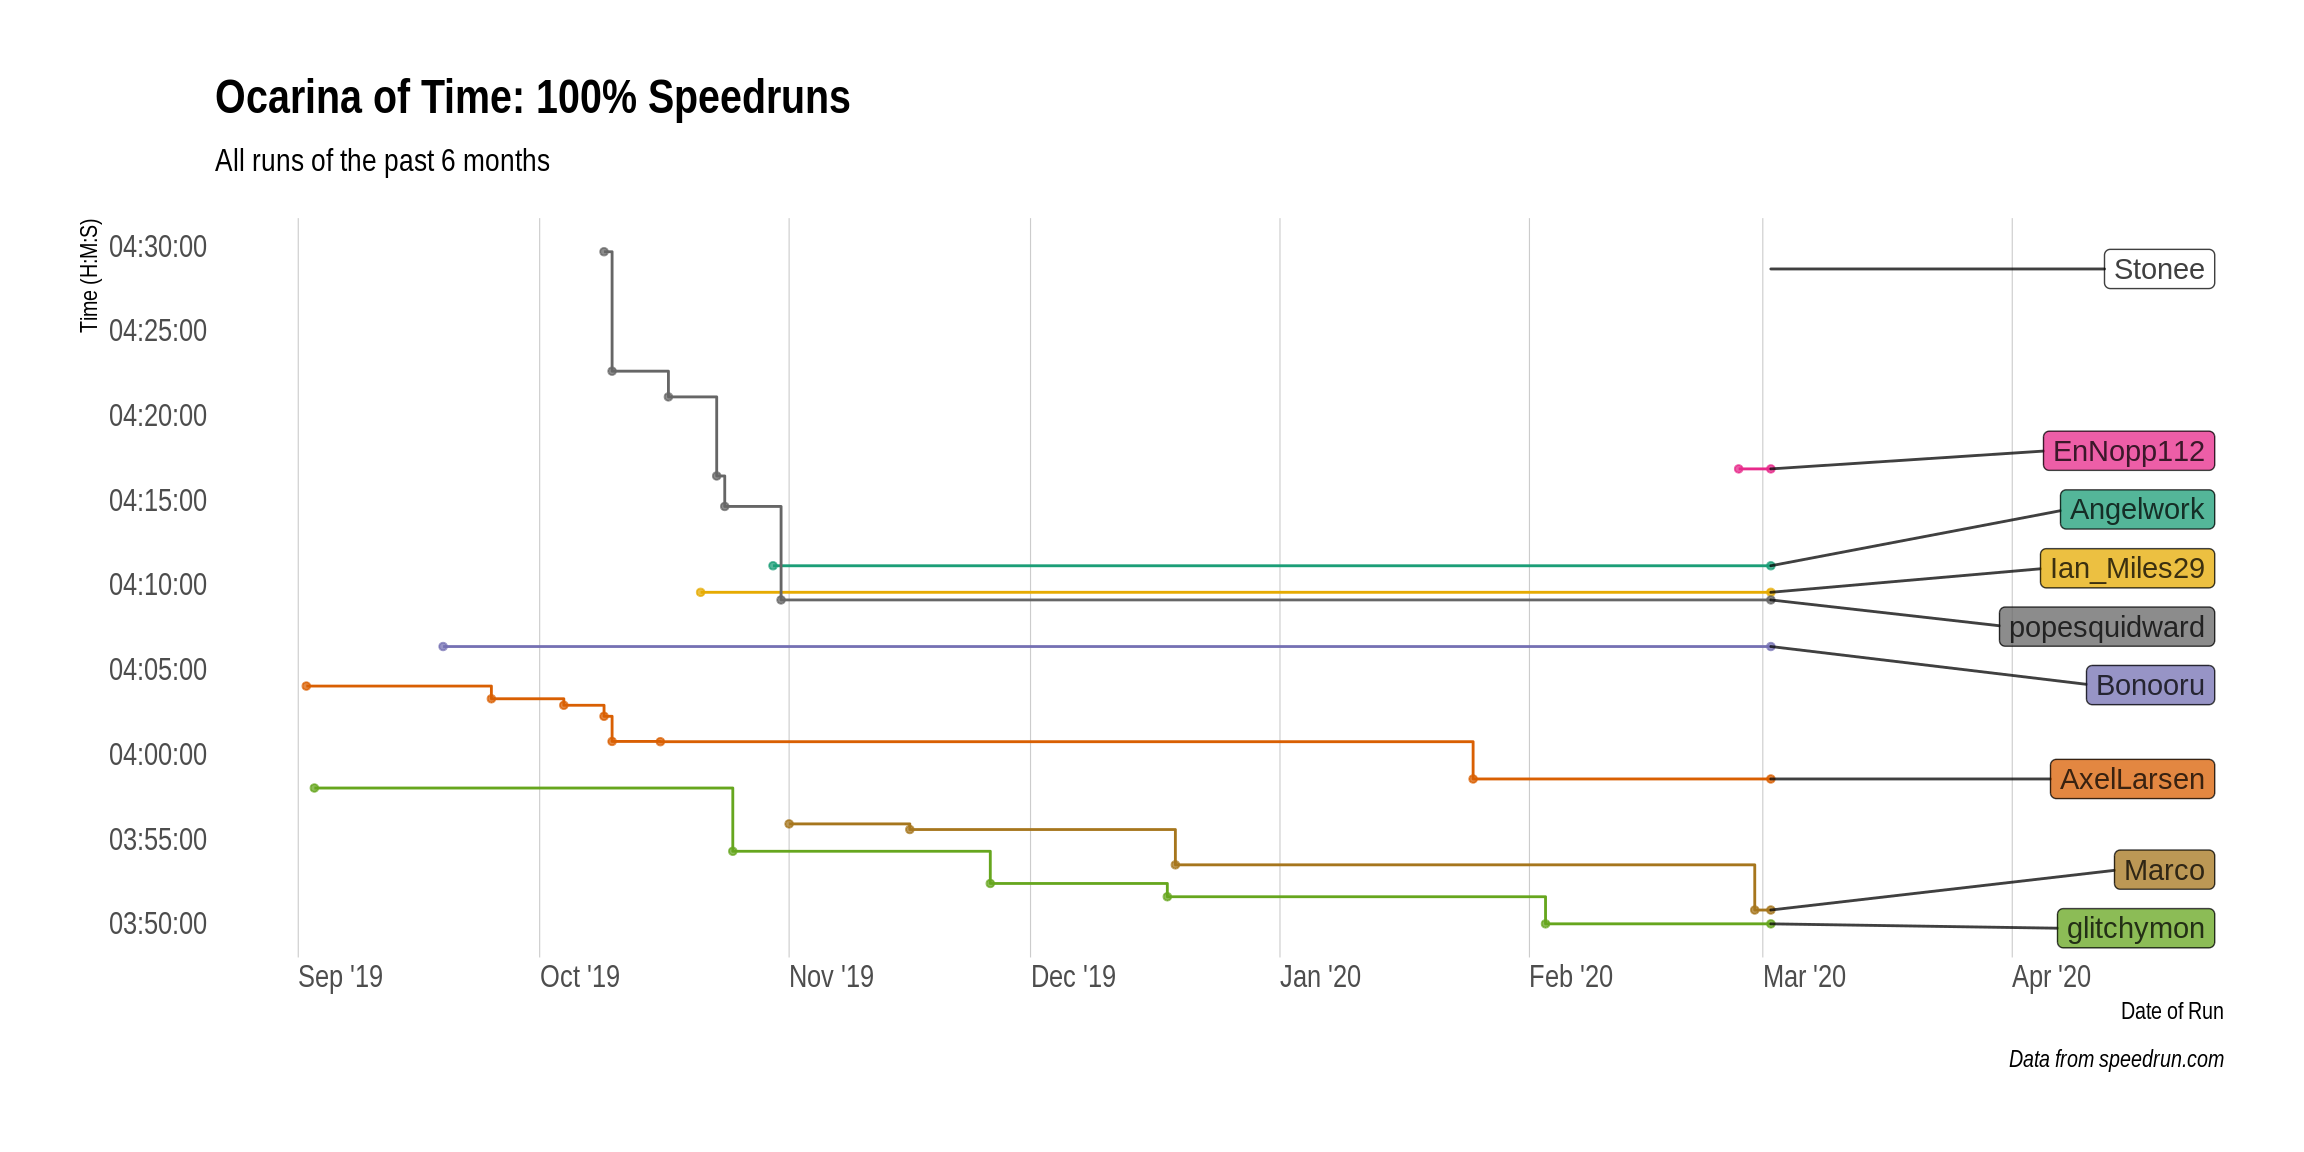 Ocarina of Time: 100% Speedruns
All runs of the past 6 months
Time (H:M:S)
04:30:00
04:25:00
04:20:00
04:15:00
04:10:00
04:05:00
04:00:00
03:55:00
03:50:00
Stonee
EnNopp112
Angelwork
Ian_Miles29
popesquidward
Bonooru
AxelLarsen
Marco
glitchymon
Sep '19 Oct '19 Nov '19 Dec '19 Jan '20 Feb '20 Mar '20 Apr '20
Date of Run
Data from speedrun.com